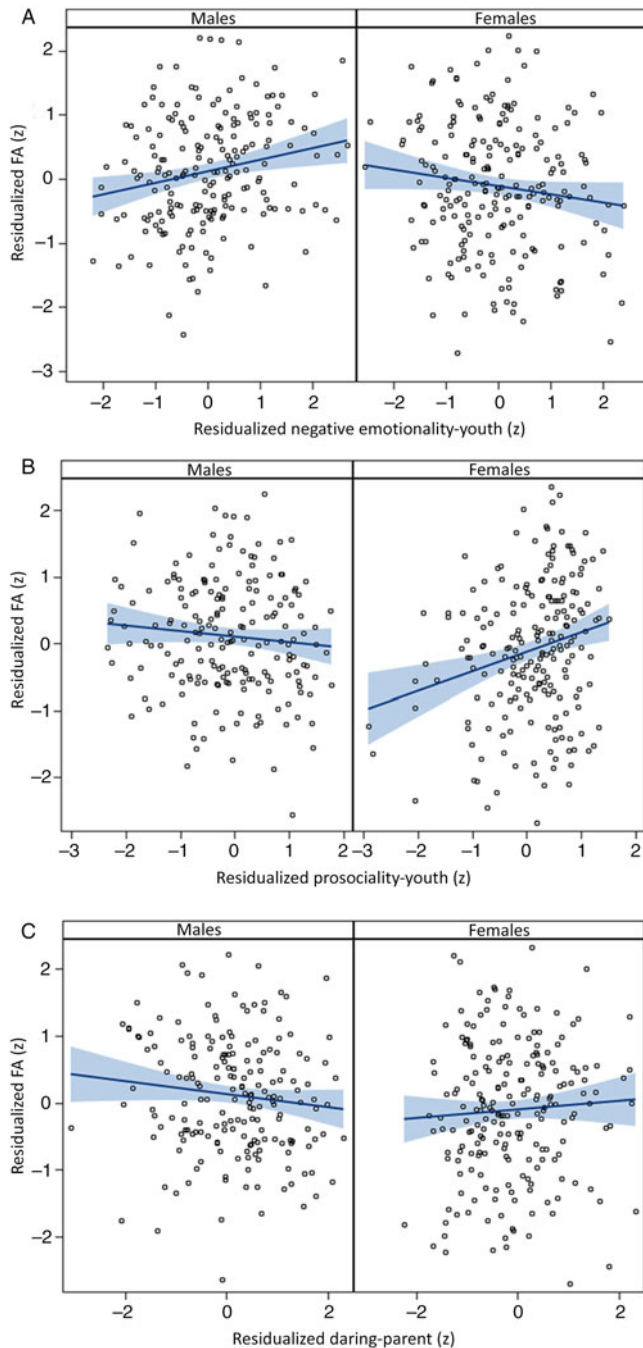 A
Males Females
Residualized FA (z)
2
1
0
−1
−2
−3
−2 −1 0 1 2 −2 −1 0 1 2
Residualized negative emotionality-youth (z)
B
Males Females
Residualized FA (z)
2
1
0
−1
−2
−3 −2 −1 0 1 2 −3 −2 −1 0 1 2
Residualized prosociality-youth (z)
C
Males Females
Residualized FA (z)
2
1
0
−1
−2
−2 0 2 −2 0 2
Residualized daring-parent (z)